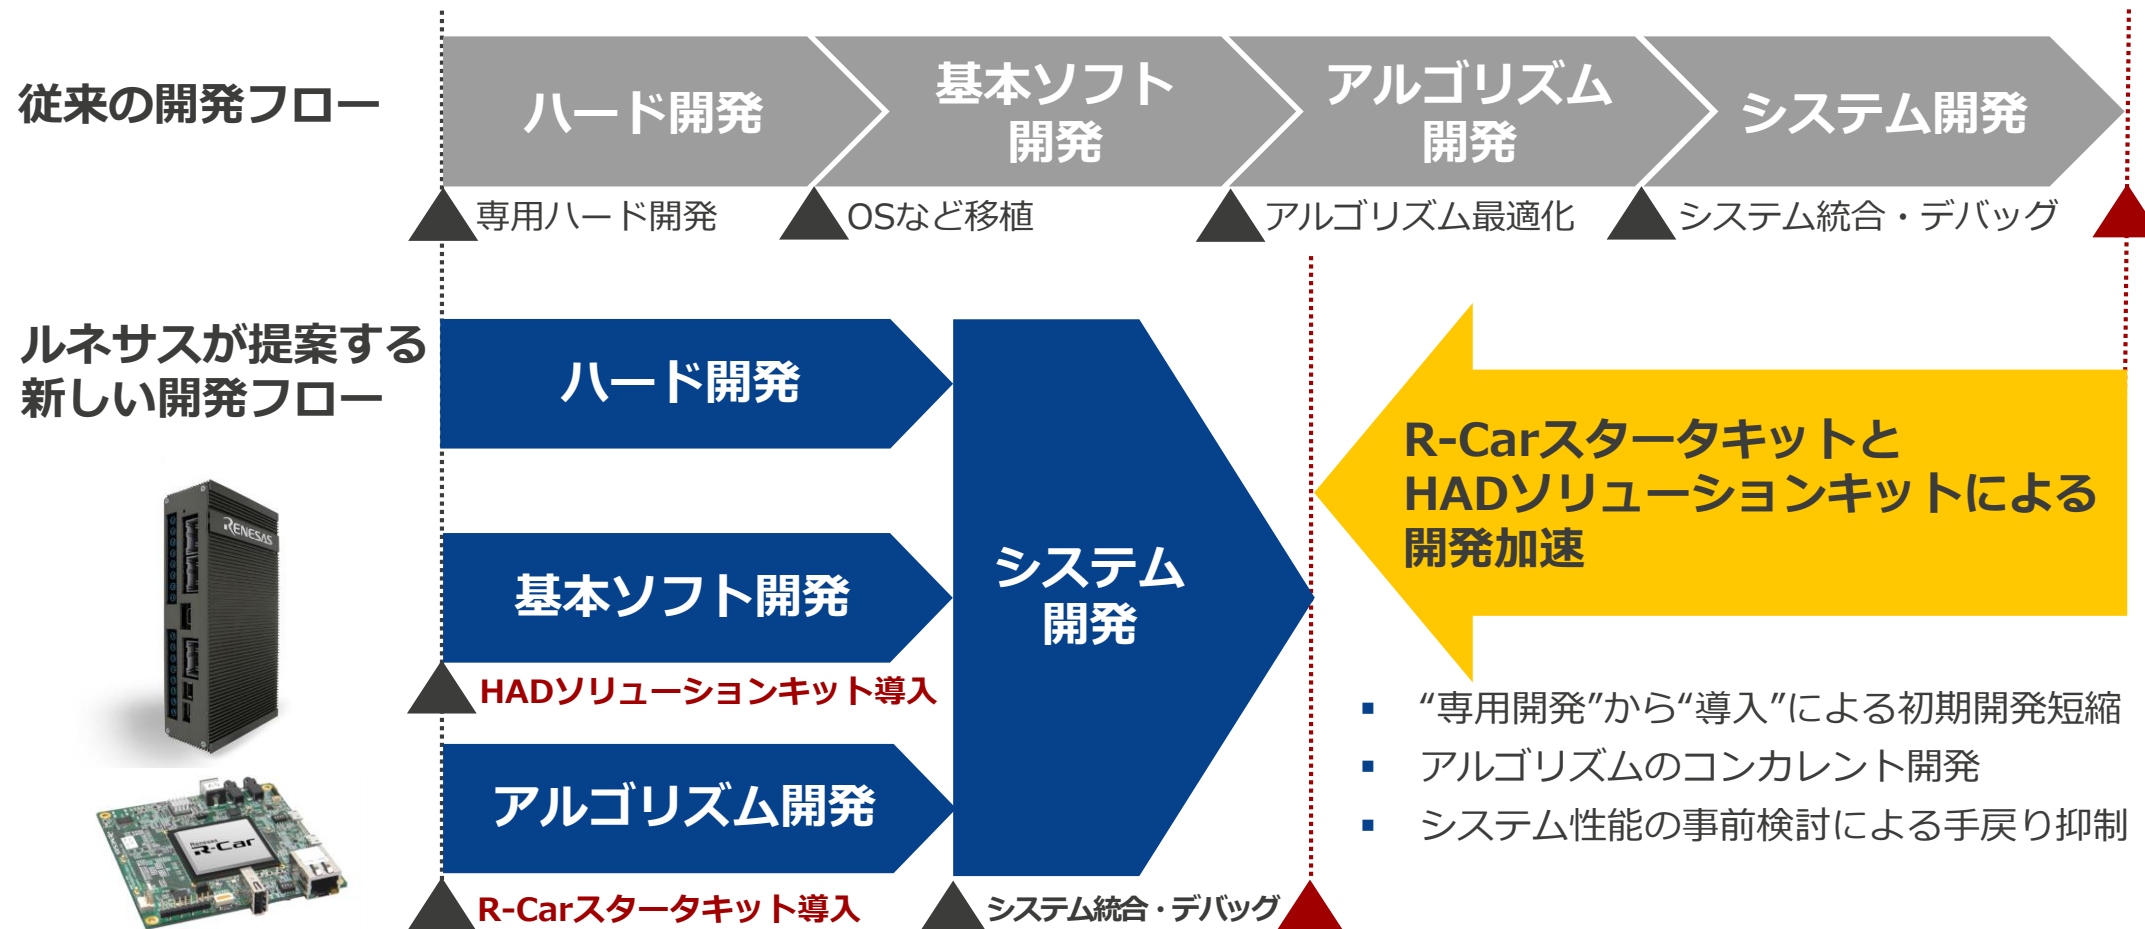 従来の開発フロー
ハード開発
基本ソフト
開発
アルゴリズム
開発
システム開発
専用ハード開発
OSなど移植
アルゴリズム最適化
システム統合・デバッグ
ルネサスが提案する
新しい開発フロー
ハード開発
基本ソフト開発
HADソリューションキット導入
アルゴリズム開発
R-Carスタータキット導入
システム
開発
システム統合・デバッグ
R-Carスタータキットと
HADソリューションキットによる
開発加速
▪ “専用開発”から“導入”による初期開発短縮
▪ アルゴリズムのコンカレント開発
▪ システム性能の事前検討による手戻り抑制
RENESAS
Renesas
R-Car